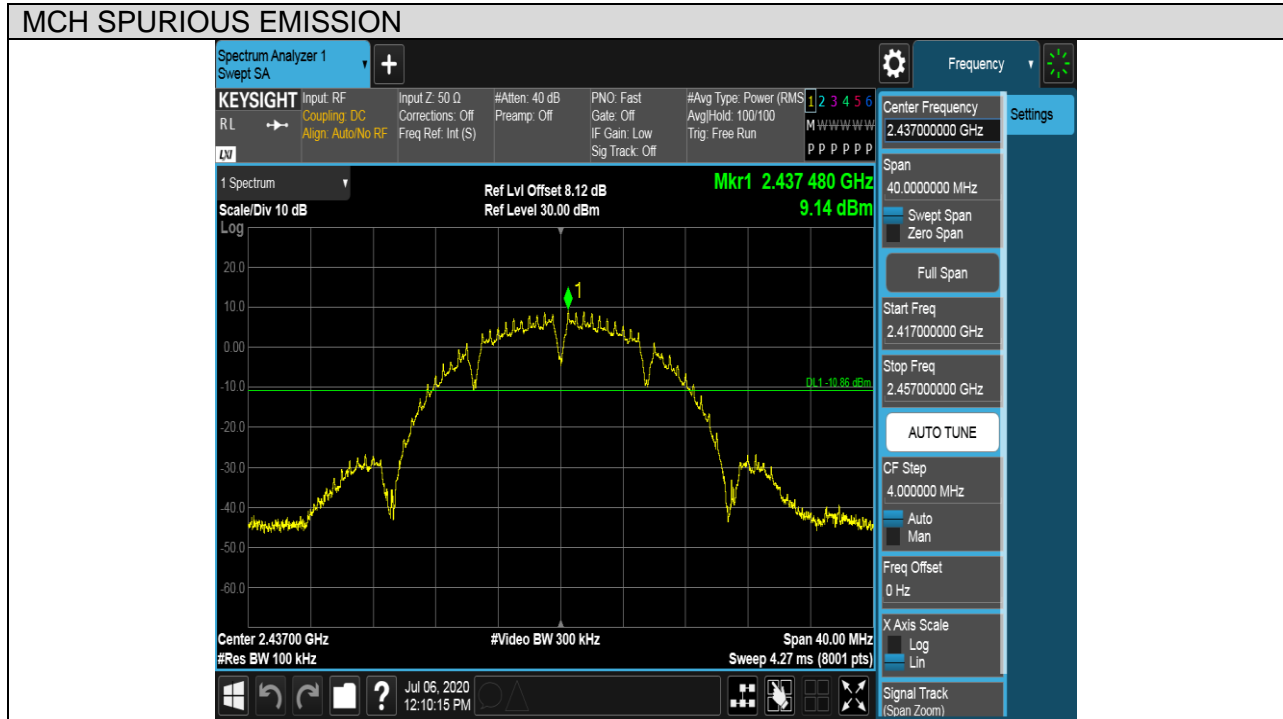 MCH SPURIOUS EMISSION
Spectrum Analyzer 1
Swept SA
+
Frequency
KEYSIGHT
RL
LXI
Input: RF
Coupling: DC
Align: Auto/No RF
Input Z: 50 Ω
Corrections: Off
Freq Ref: Int (S)
#Atten: 40 dB
Preamp: Off
PNO: Fast
Gate: Off
IF Gain: Low
Sig Track: Off
#Avg Type: Power (RMS
Avg|Hold: 100/100
Trig: Free Run
1 2 3 4 5 6
M W W W W W
P P P P P P
1 Spectrum
Scale/Div 10 dB
Log
Ref Lvl Offset 8.12 dB
Ref Level 30.00 dBm
Mkr1 2.437 480 GHz
9.14 dBm
20.0
10.0
0.00
-10.0
-20.0
-30.0
-40.0
-50.0
-60.0
1
DL1 -10.86 dBm
Center 2.43700 GHz
#Res BW 100 kHz
#Video BW 300 kHz
Span 40.00 MHz
Sweep 4.27 ms (8001 pts)
?
Jul 06, 2020
12:10:15 PM
Center Frequency
2.437000000 GHz
Settings
Span
40.0000000 MHz
Swept Span
Zero Span
Full Span
Start Freq
2.417000000 GHz
Stop Freq
2.457000000 GHz
AUTO TUNE
CF Step
4.000000 MHz
Auto
Man
Freq Offset
0 Hz
X Axis Scale
Log
Lin
Signal Track
(Span Zoom)